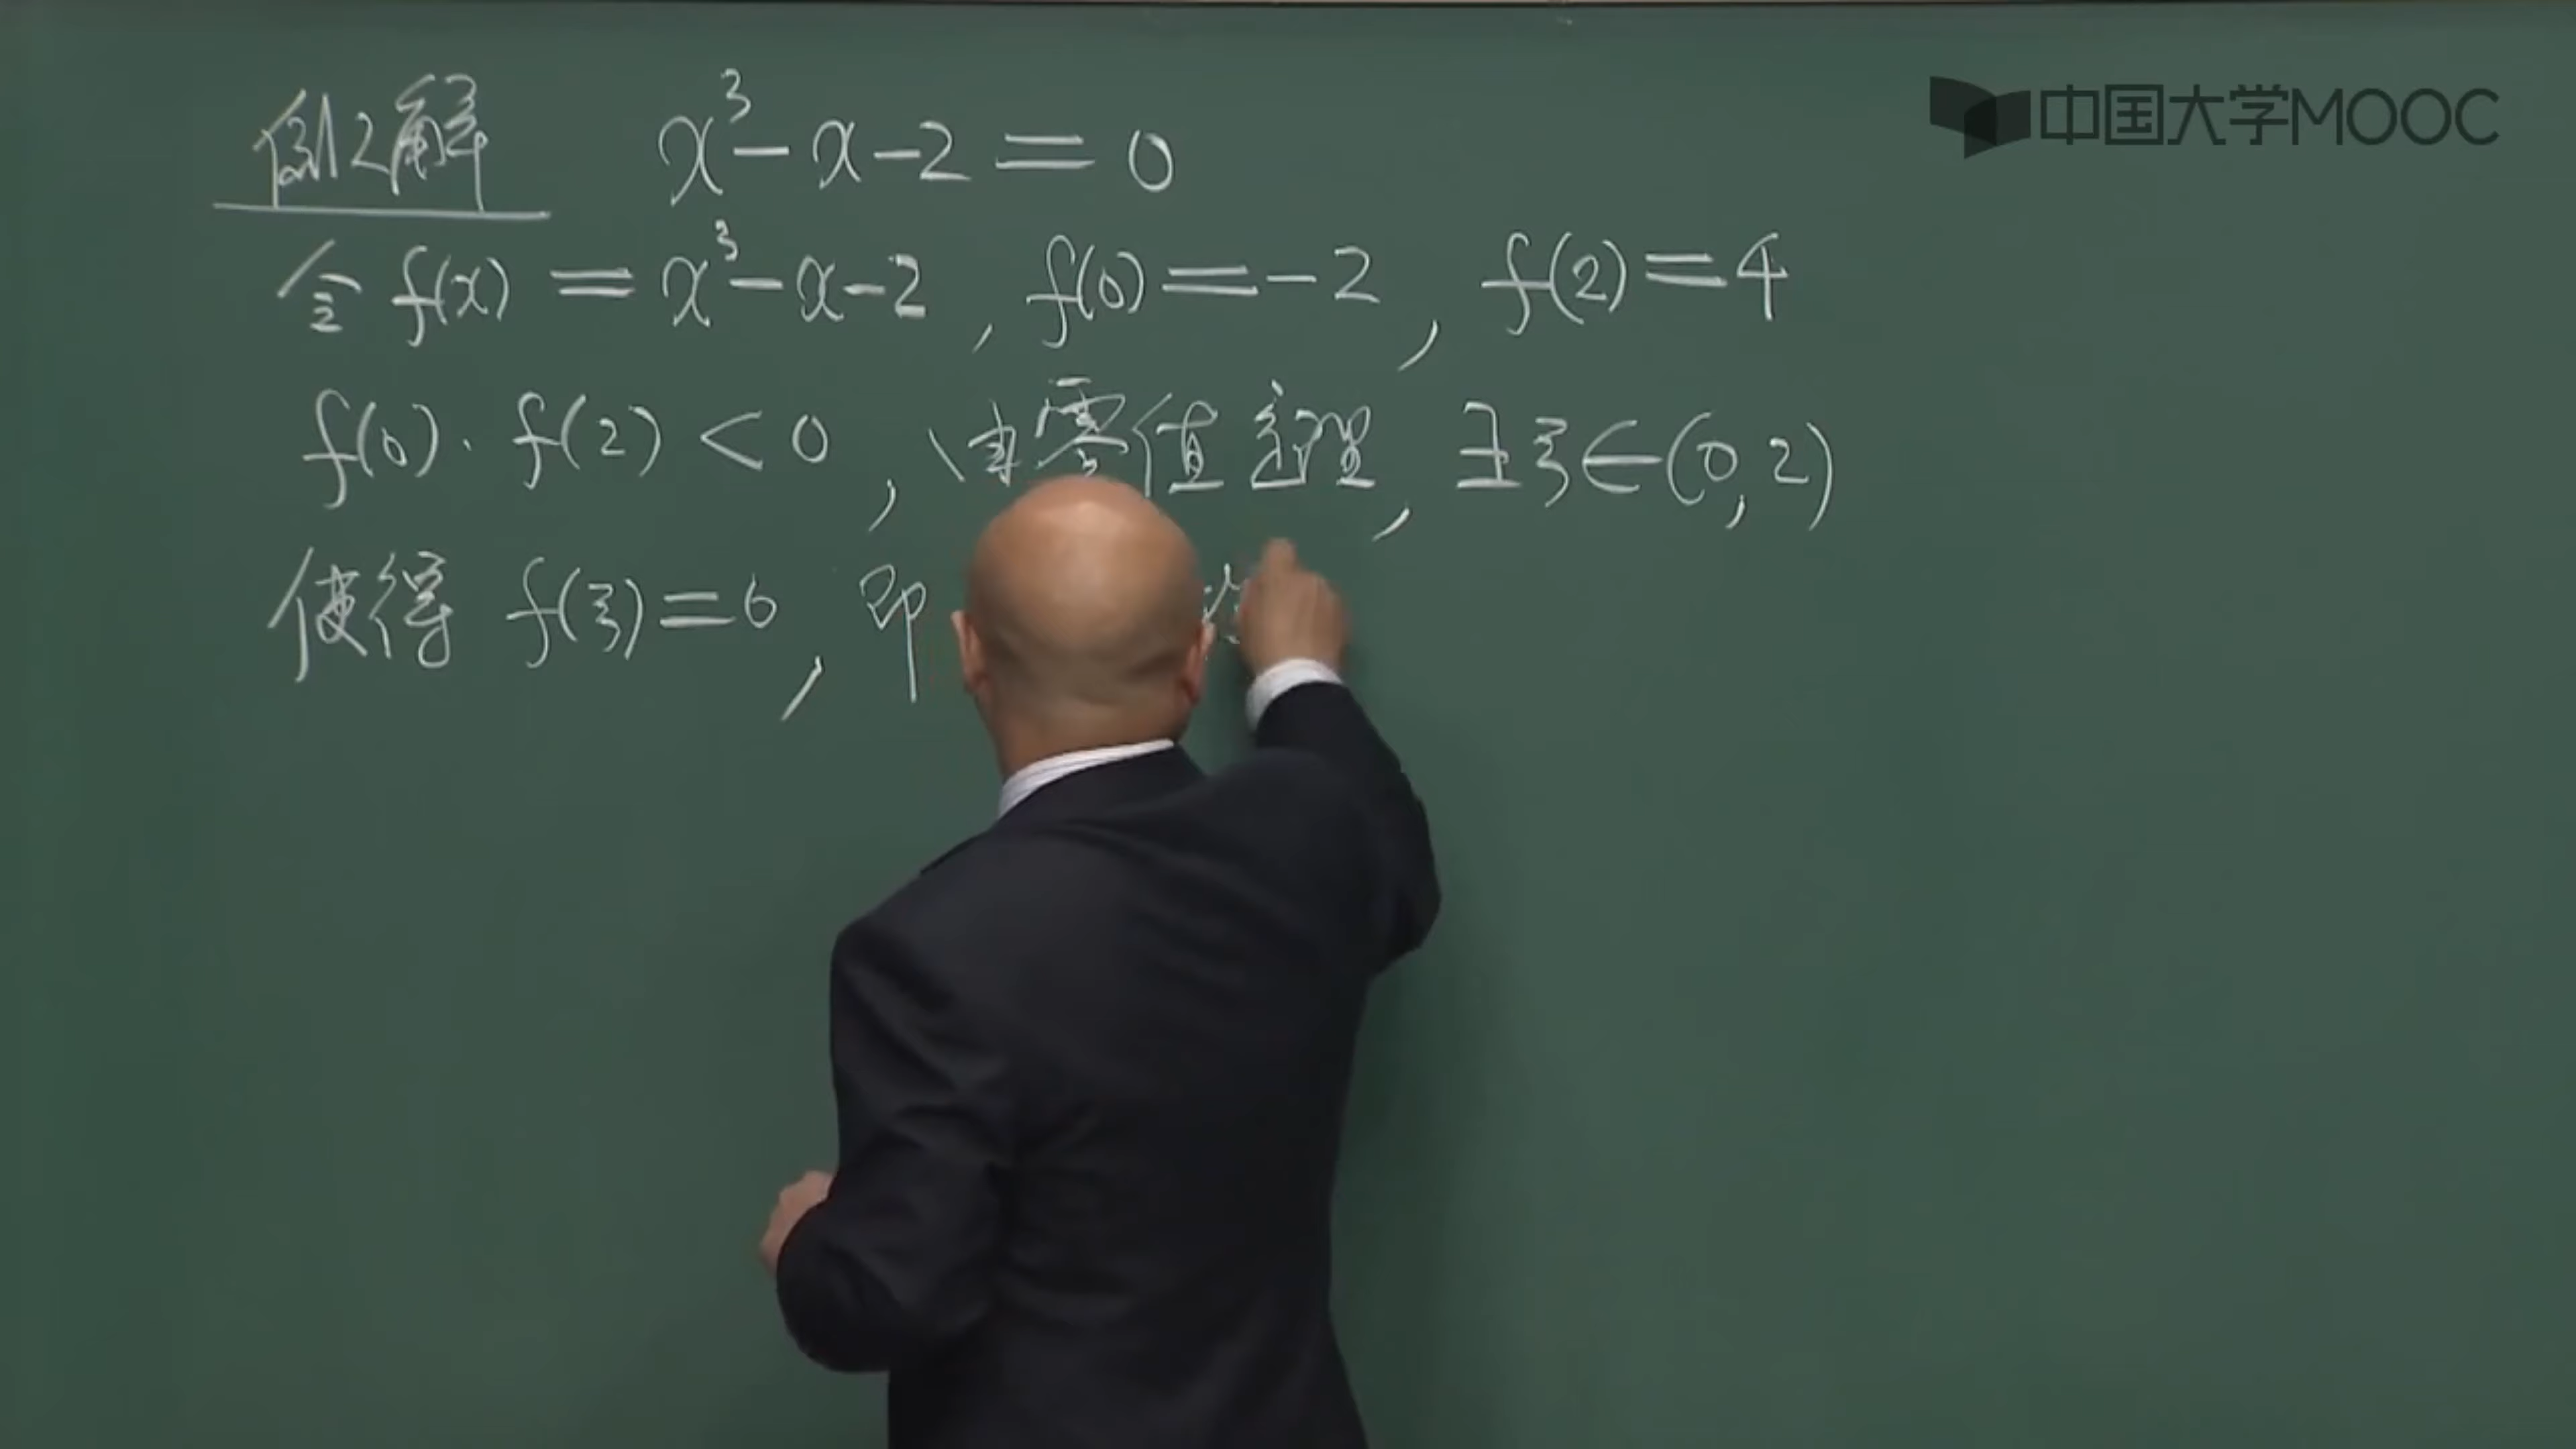 中国大学MOOC
例2解 x³-x-2=0
令 f(x)=x³-x-2, f(0)=-2, f(2)=4
f(0)·f(2)<0, 由零值定理, ∃ξ∈(0,2)
使得 f(ξ)=0, 即